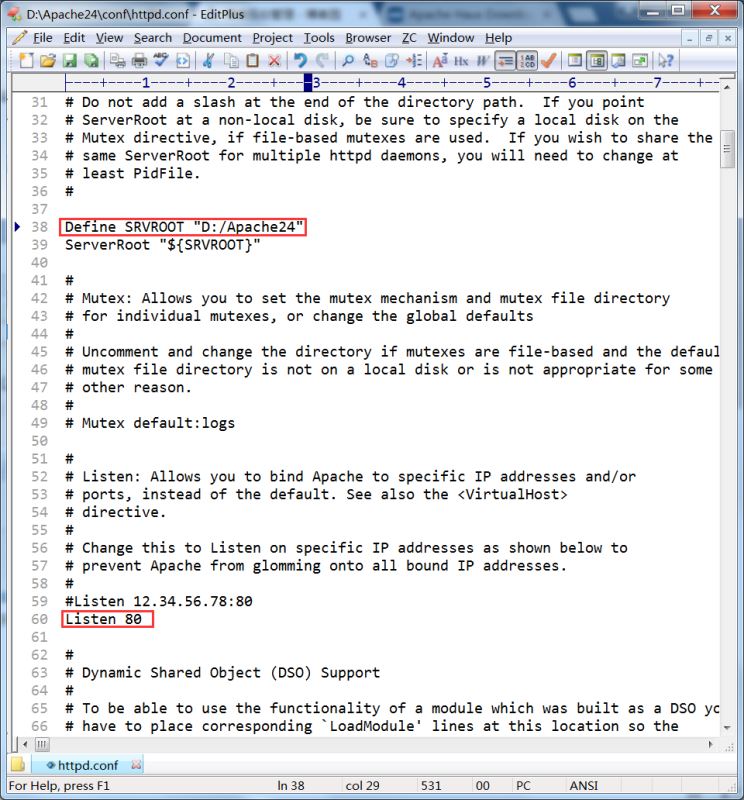 D:\Apache24\conf\httpd.conf - EditPlus
File Edit View Search Document Project Tools Browser ZC Window Help
----+----1----+----2----+----3----+----4----+----5----+----6----+----7----+--
31 # Do not add a slash at the end of the directory path.  If you point
32 # ServerRoot at a non-local disk, be sure to specify a local disk on the
33 # Mutex directive, if file-based mutexes are used.  If you wish to share the
34 # same ServerRoot for multiple httpd daemons, you will need to change at
35 # least PidFile.
36 #
37
38 Define SRVROOT "D:/Apache24"
39 ServerRoot "${SRVROOT}"
40
41 #
42 # Mutex: Allows you to set the mutex mechanism and mutex file directory
43 # for individual mutexes, or change the global defaults
44 #
45 # Uncomment and change the directory if mutexes are file-based and the defaul
46 # mutex file directory is not on a local disk or is not appropriate for some
47 # other reason.
48 #
49 # Mutex default:logs
50
51 #
52 # Listen: Allows you to bind Apache to specific IP addresses and/or
53 # ports, instead of the default. See also the <VirtualHost>
54 # directive.
55 #
56 # Change this to Listen on specific IP addresses as shown below to
57 # prevent Apache from glomming onto all bound IP addresses.
58 #
59 #Listen 12.34.56.78:80
60 Listen 80
61
62 #
63 # Dynamic Shared Object (DSO) Support
64 #
65 # To be able to use the functionality of a module which was built as a DSO yo
66 # have to place corresponding `LoadModule' lines at this location so the
httpd.conf
For Help, press F1 ln 38 col 29 531 00 PC ANSI